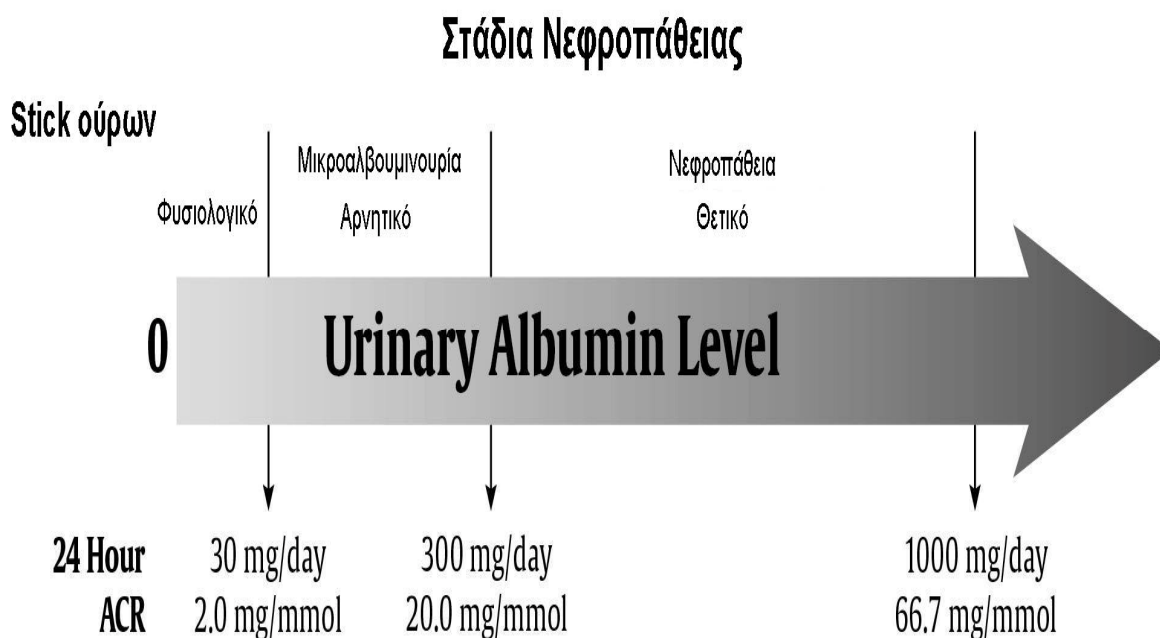 Στάδια Νεφροπάθειας
Stick ούρων
Μικροαλβουμινουρία
Νεφροπάθεια
Φυσιολογικό
Αρνητικό
Θετικό
0 Urinary Albumin Level
24 Hour 30 mg/day 300 mg/day 1000 mg/day
ACR 2.0 mg/mmol 20.0 mg/mmol 66.7 mg/mmol